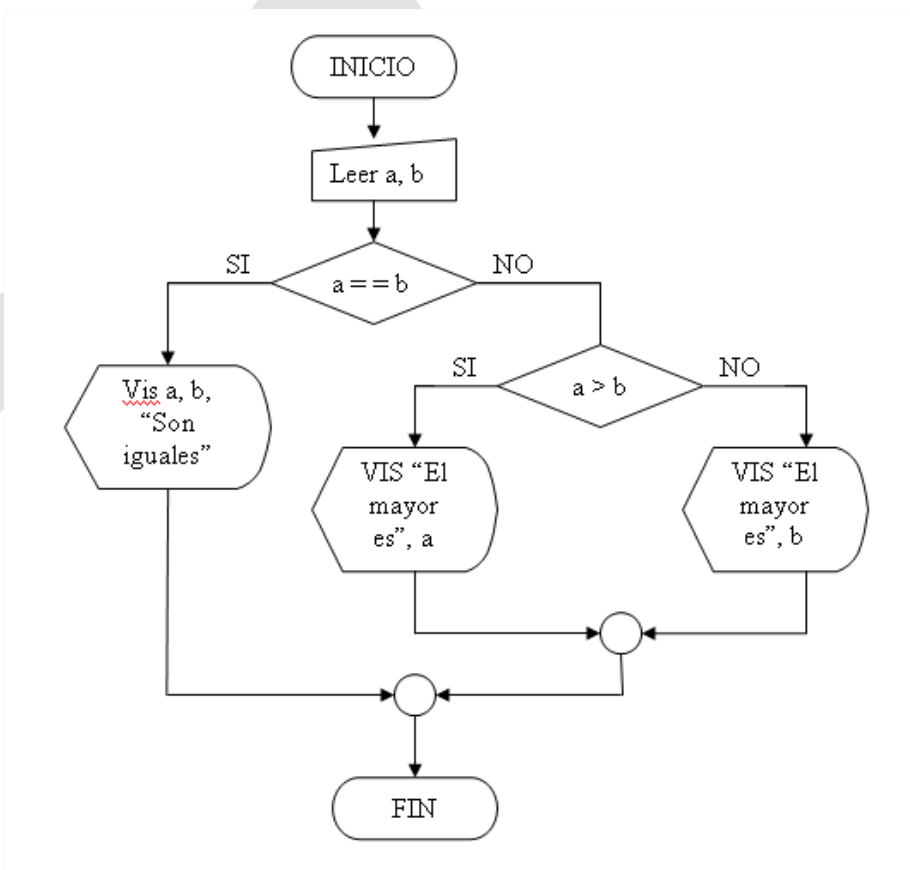 INICIO
Leer a, b
SI
NO
a = = b
SI
NO
a > b
Vis a, b,
“Son
iguales”
VIS “El
mayor
es”, a
VIS “El
mayor
es”, b
FIN